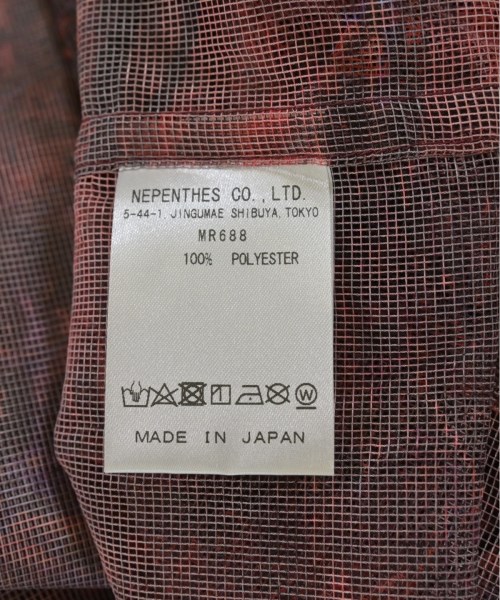 NEPENTHES CO.,LTD.
5-44-1, JINGUMAE SHIBUYA, TOKYO
MR688
100% POLYESTER
W
MADE IN JAPAN